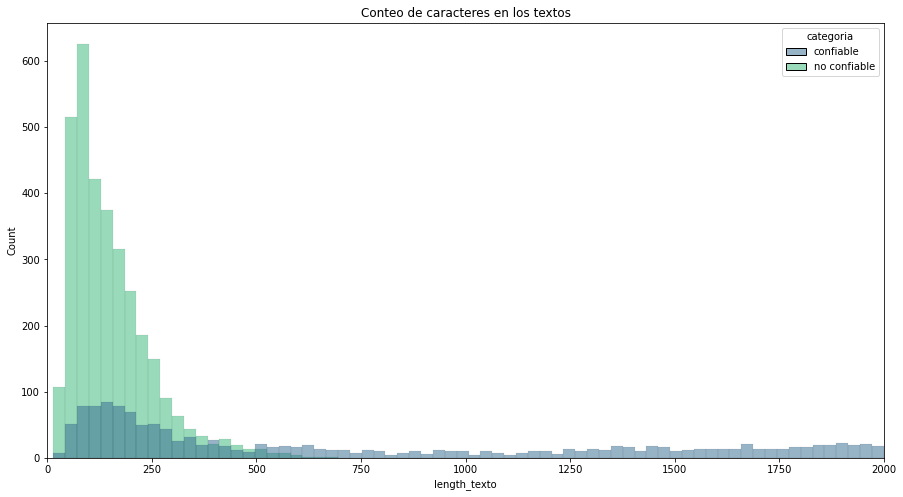 Conteo de caracteres en los textos
categoria
confiable
no confiable
600
500
400
300
200
100
0
Count
0 250 500 750 1000 1250 1500 1750 2000
length_texto